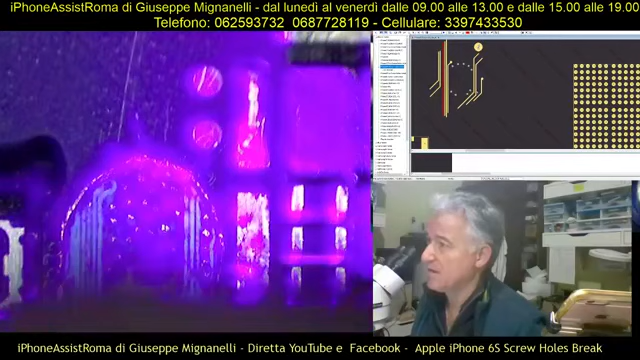 iPhoneAssistRoma di Giuseppe Mignanelli - dal lunedì al venerdì dalle 09.00 alle 13.00 e dalle 15.00 alle 19.00
Telefono: 062593732 0687728119 - Cellulare: 3397433530
iPhoneAssistRoma di Giuseppe Mignanelli - Diretta YouTube e Facebook - Apple iPhone 6S Screw Holes Break